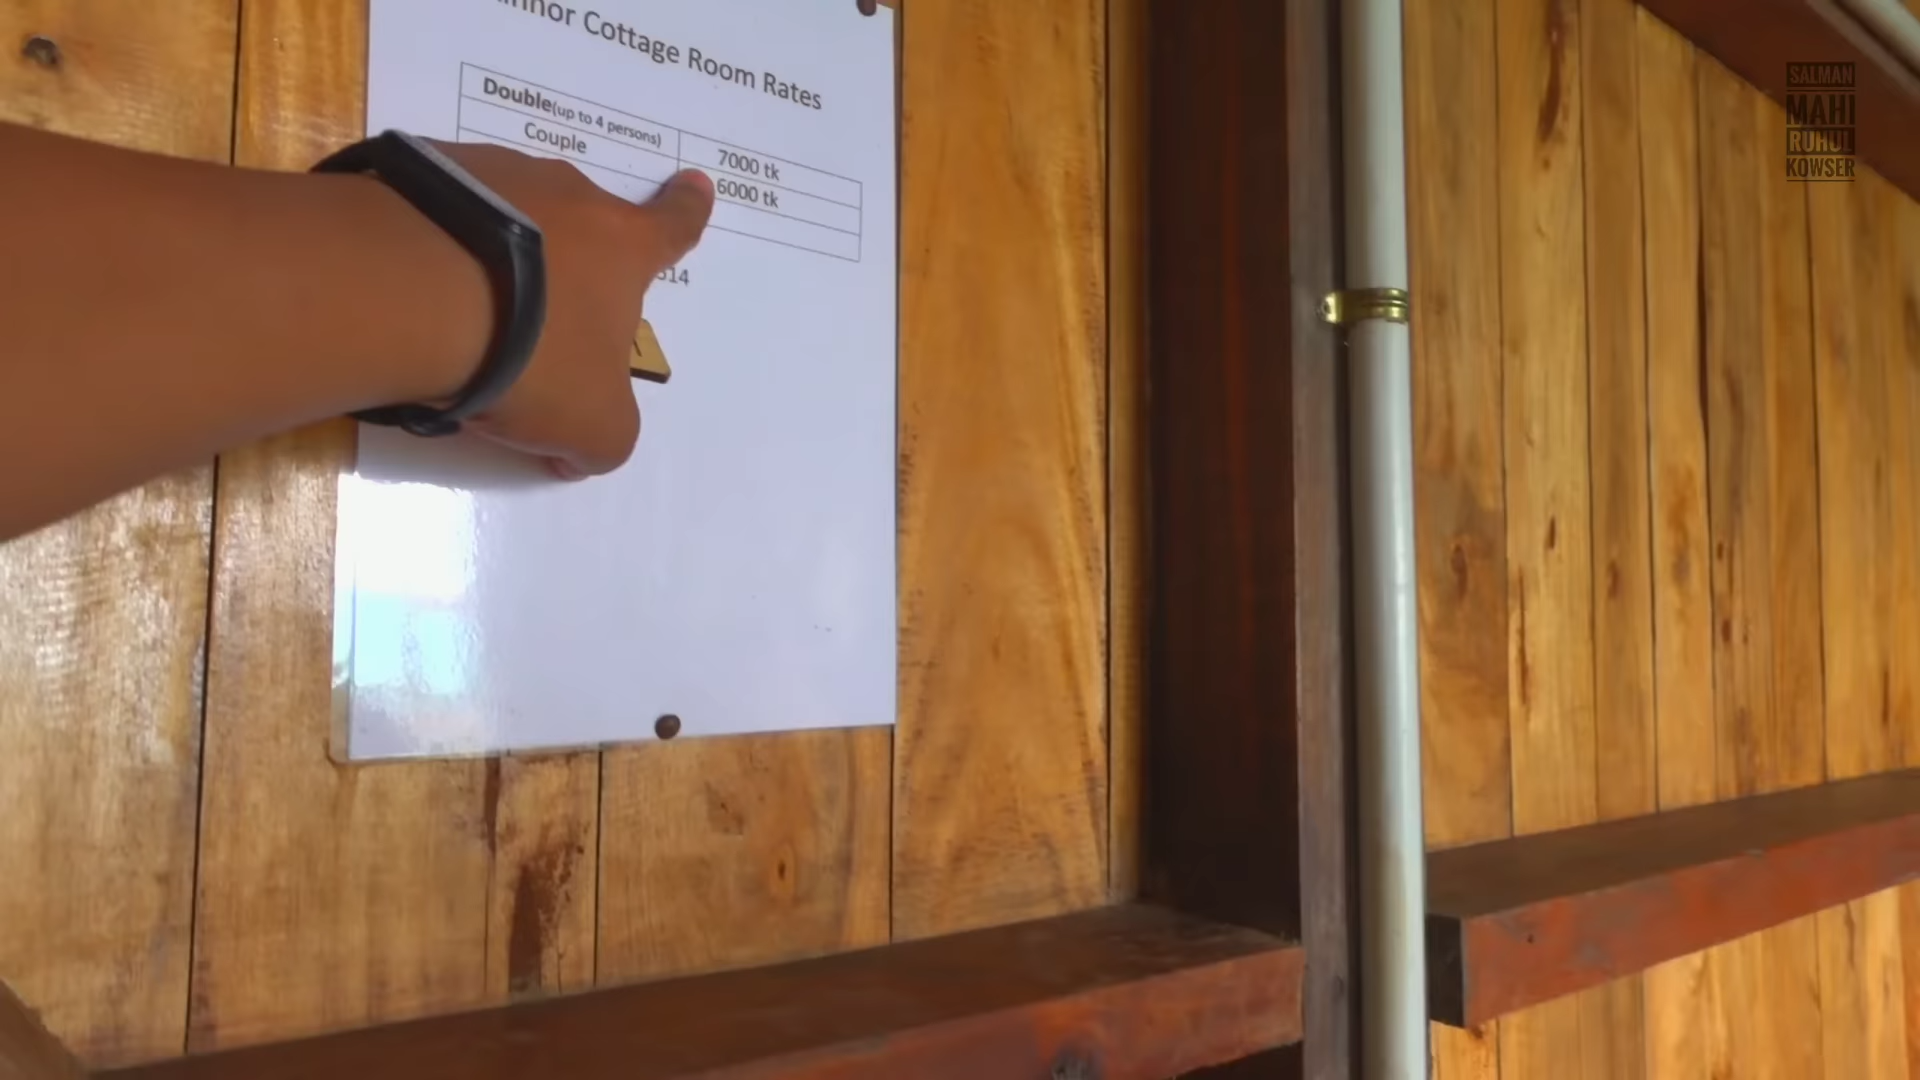 Cottage Room Rates
Double(up to 4 persons) 7000 tk
Couple 6000 tk
SALMAN
MAHI
RUHUL
KOWSER